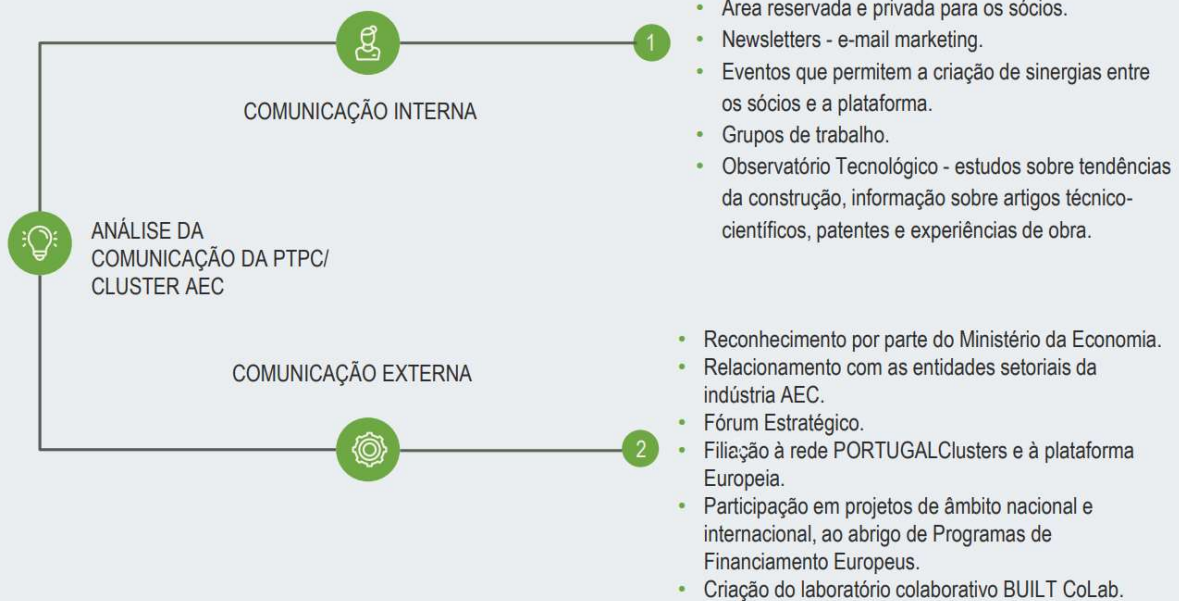 ANÁLISE DA
COMUNICAÇÃO DA PTPC/
CLUSTER AEC
COMUNICAÇÃO INTERNA
1
• Área reservada e privada para os sócios.
• Newsletters - e-mail marketing.
• Eventos que permitem a criação de sinergias entre
os sócios e a plataforma.
• Grupos de trabalho.
• Observatório Tecnológico - estudos sobre tendências
da construção, informação sobre artigos técnico-
científicos, patentes e experiências de obra.
COMUNICAÇÃO EXTERNA
2
• Reconhecimento por parte do Ministério da Economia.
• Relacionamento com as entidades setoriais da
indústria AEC.
• Fórum Estratégico.
• Filiação à rede PORTUGALClusters e à plataforma
Europeia.
• Participação em projetos de âmbito nacional e
internacional, ao abrigo de Programas de
Financiamento Europeus.
• Criação do laboratório colaborativo BUILT CoLab.